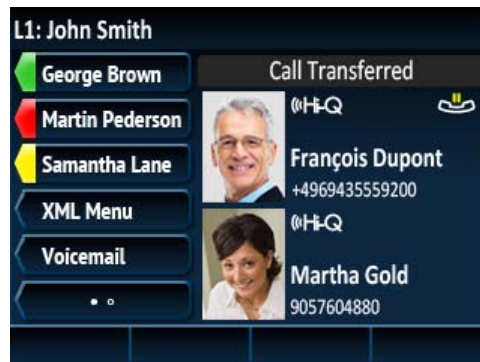 L1: John Smith
George Brown
Martin Pederson
Samantha Lane
XML Menu
Voicemail
Call Transferred
Hi-Q
François Dupont
+4969435559200
Hi-Q
Martha Gold
9057604880